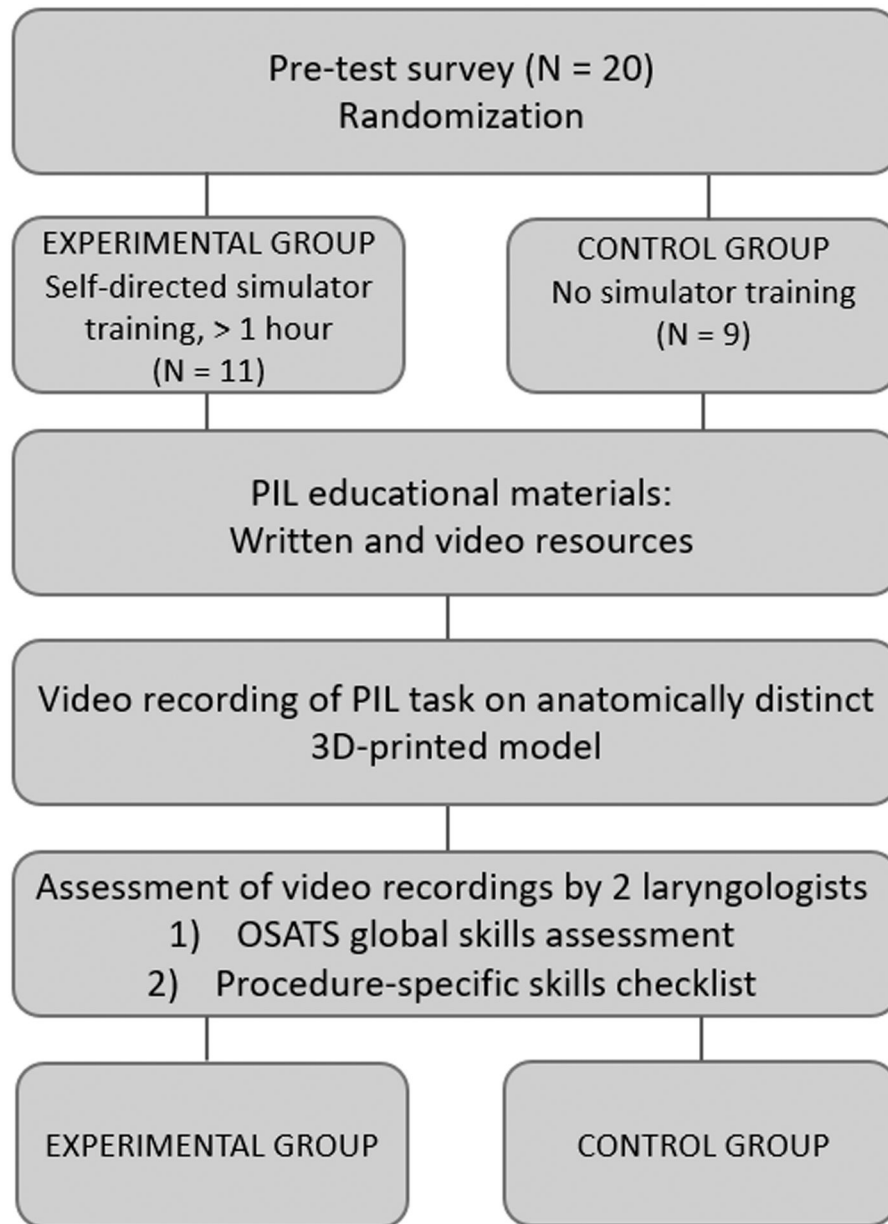 Pre-test survey (N = 20)
Randomization
EXPERIMENTAL GROUP
Self-directed simulator
training, > 1 hour
(N = 11)
CONTROL GROUP
No simulator training
(N = 9)
PIL educational materials:
Written and video resources
Video recording of PIL task on anatomically distinct
3D-printed model
Assessment of video recordings by 2 laryngologists
1) OSATS global skills assessment
2) Procedure-specific skills checklist
EXPERIMENTAL GROUP
CONTROL GROUP